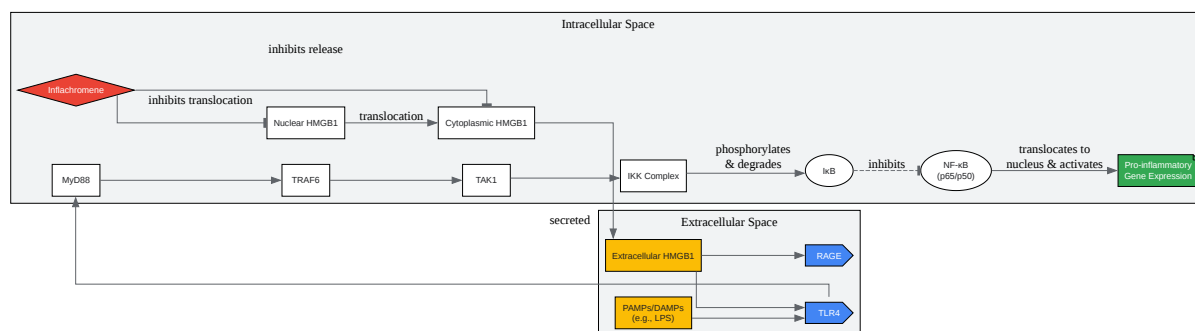 Intracellular Space
inhibits release
Inflachromene
inhibits translocation
Nuclear HMGB1
translocation
Cytoplasmic HMGB1
MyD88
TRAF6
TAK1
IKK Complex
phosphorylates
& degrades
IκB
inhibits
NF-κB
(p65/p50)
translocates to
nucleus & activates
Pro-inflammatory
Gene Expression
secreted
Extracellular Space
Extracellular HMGB1
RAGE
PAMPs/DAMPs
(e.g., LPS)
TLR4